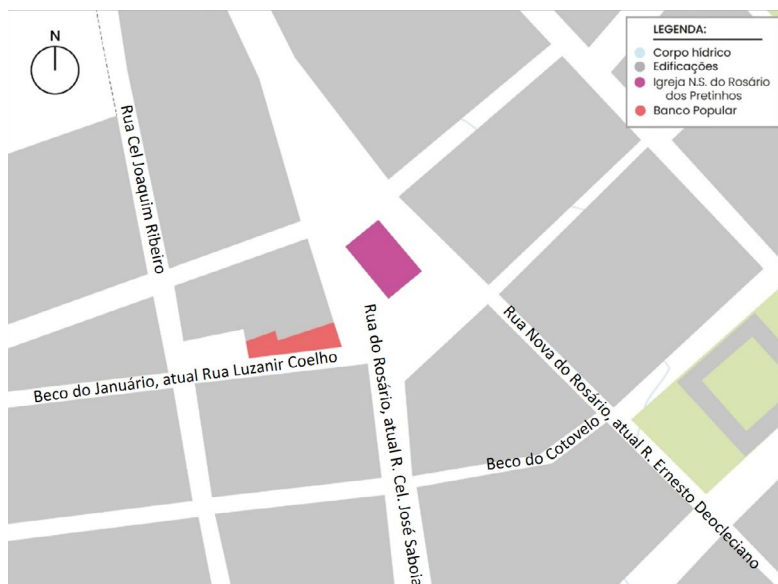 N
LEGENDA:
Corpo hídrico
Edificações
Igreja N.S. do Rosário
dos Pretinhos
Banco Popular
Rua Cel Joaquim Ribeiro
Beco do Januário, atual Rua Luzanir Coelho
Rua do Rosário, atual R. Cel. José Saboia
Rua Nova do Rosário, atual R. Ernesto Deocleciano
Beco do Cotovelo